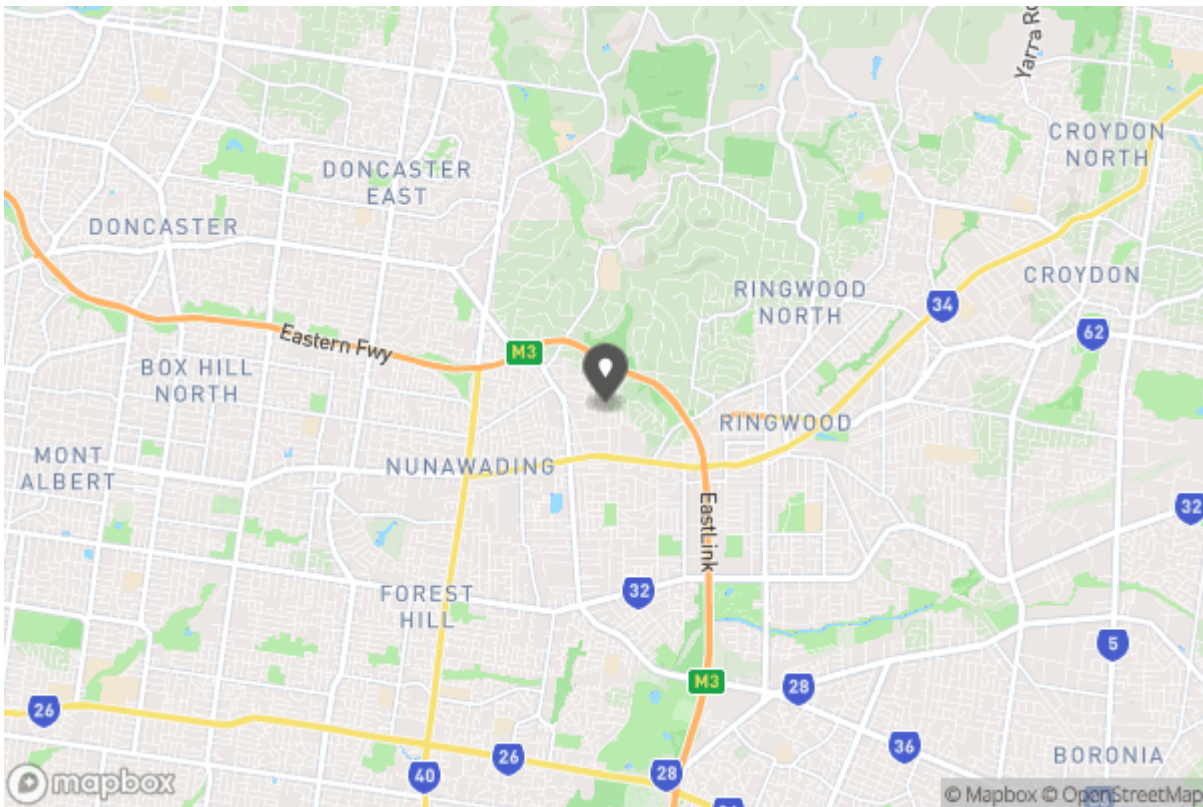 Yarra Ro
CROYDON
NORTH
DONCASTER
EAST
DONCASTER
CROYDON
RINGWOOD
NORTH
34
62
Eastern Fwy
M3
BOX HILL
NORTH
RINGWOOD
MONT
ALBERT
NUNAWADING
EastLink
32
FOREST
HILL
32
5
M3
28
26
36
26
BORONIA
40
28
mapbox
© Mapbox © OpenStreetMap